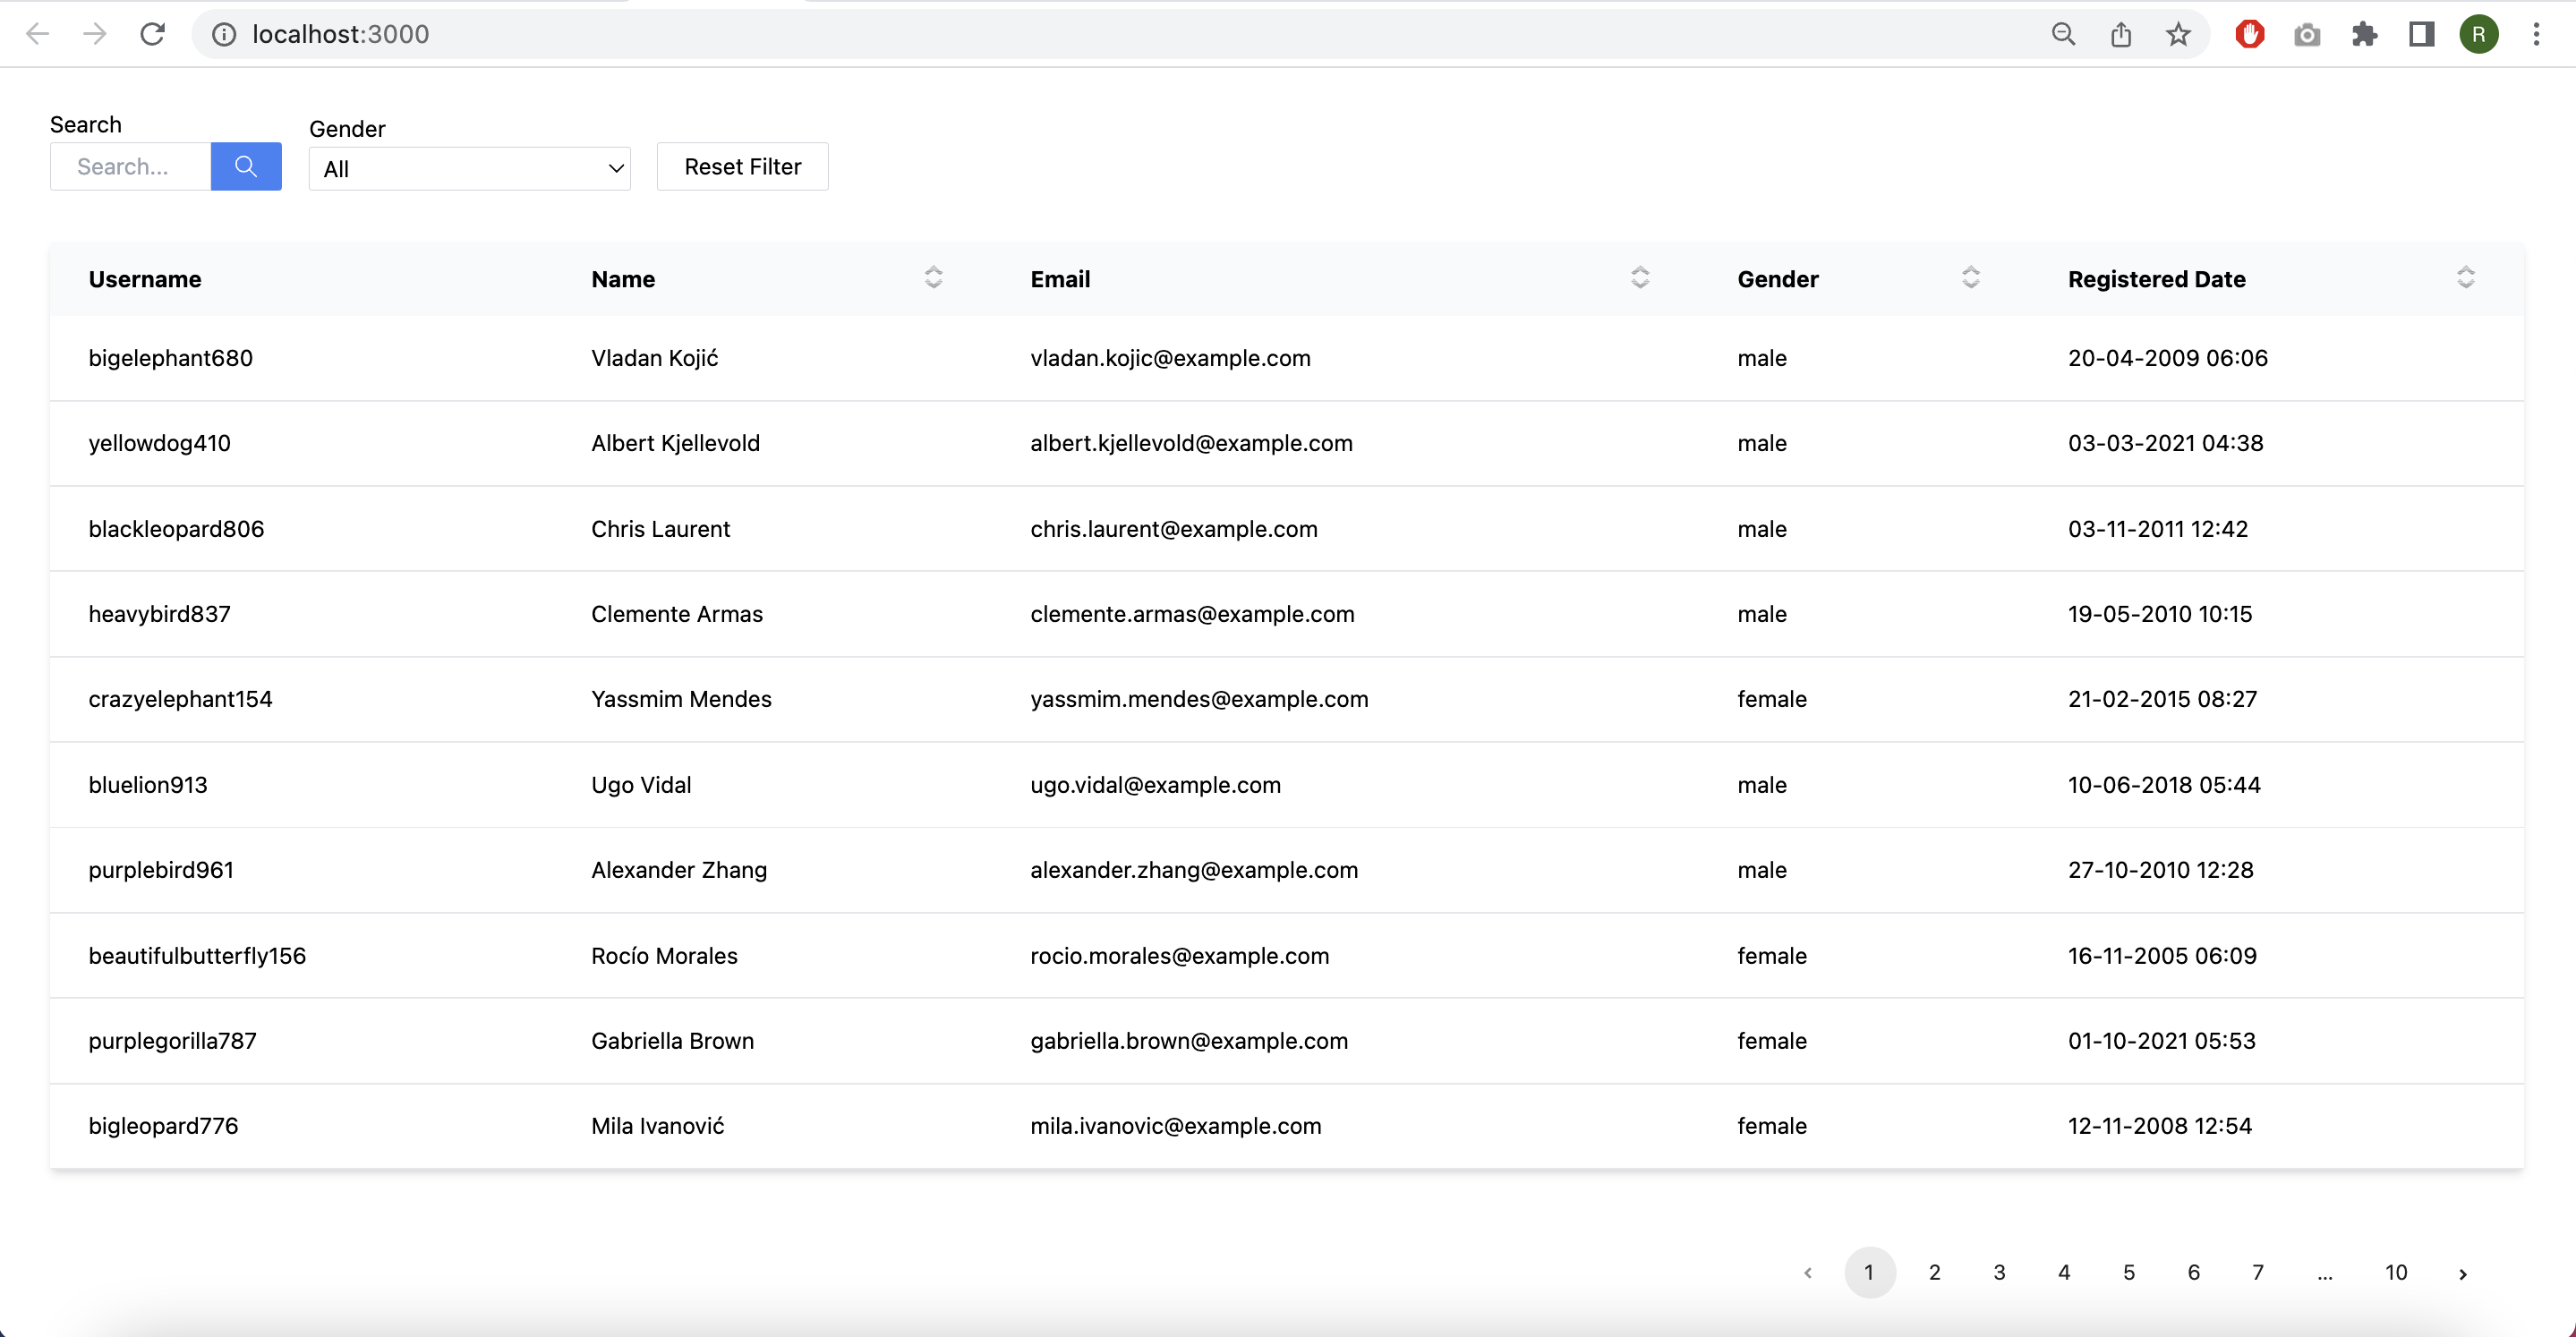 localhost:3000
R
Search
Gender
Search...
All
Reset Filter
Username Name Email Gender Registered Date
bigelephant680 Vladan Kojić vladan.kojic@example.com male 20-04-2009 06:06
yellowdog410 Albert Kjellevold albert.kjellevold@example.com male 03-03-2021 04:38
blackleopard806 Chris Laurent chris.laurent@example.com male 03-11-2011 12:42
heavybird837 Clemente Armas clemente.armas@example.com male 19-05-2010 10:15
crazyelephant154 Yassmim Mendes yassmim.mendes@example.com female 21-02-2015 08:27
bluelion913 Ugo Vidal ugo.vidal@example.com male 10-06-2018 05:44
purplebird961 Alexander Zhang alexander.zhang@example.com male 27-10-2010 12:28
beautifulbutterfly156 Rocío Morales rocio.morales@example.com female 16-11-2005 06:09
purplegorilla787 Gabriella Brown gabriella.brown@example.com female 01-10-2021 05:53
bigleopard776 Mila Ivanović mila.ivanovic@example.com female 12-11-2008 12:54
‹ 1 2 3 4 5 6 7 ... 10 ›